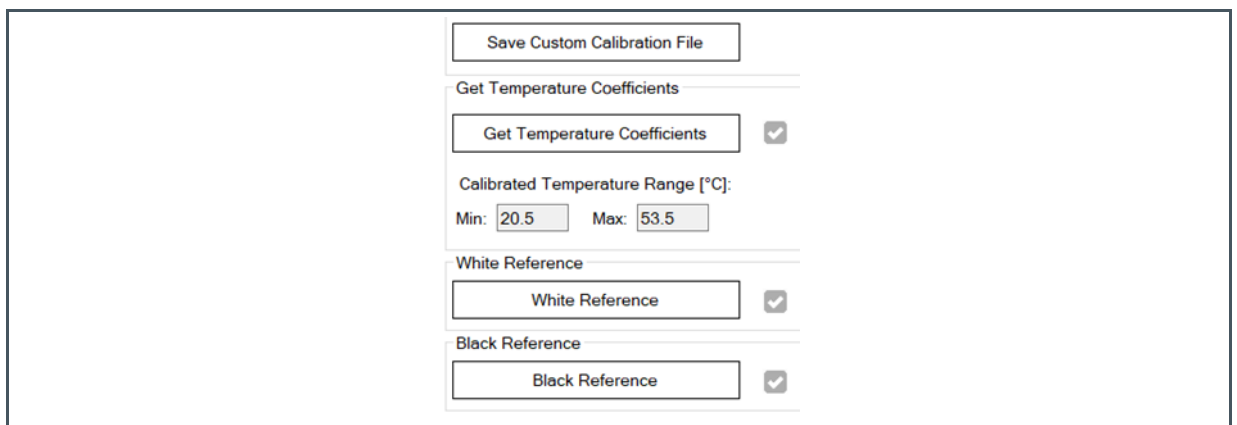 Save Custom Calibration File
Get Temperature Coefficients
Get Temperature Coefficients
Calibrated Temperature Range [°C]:
Min: 20.5 Max: 53.5
White Reference
White Reference
Black Reference
Black Reference